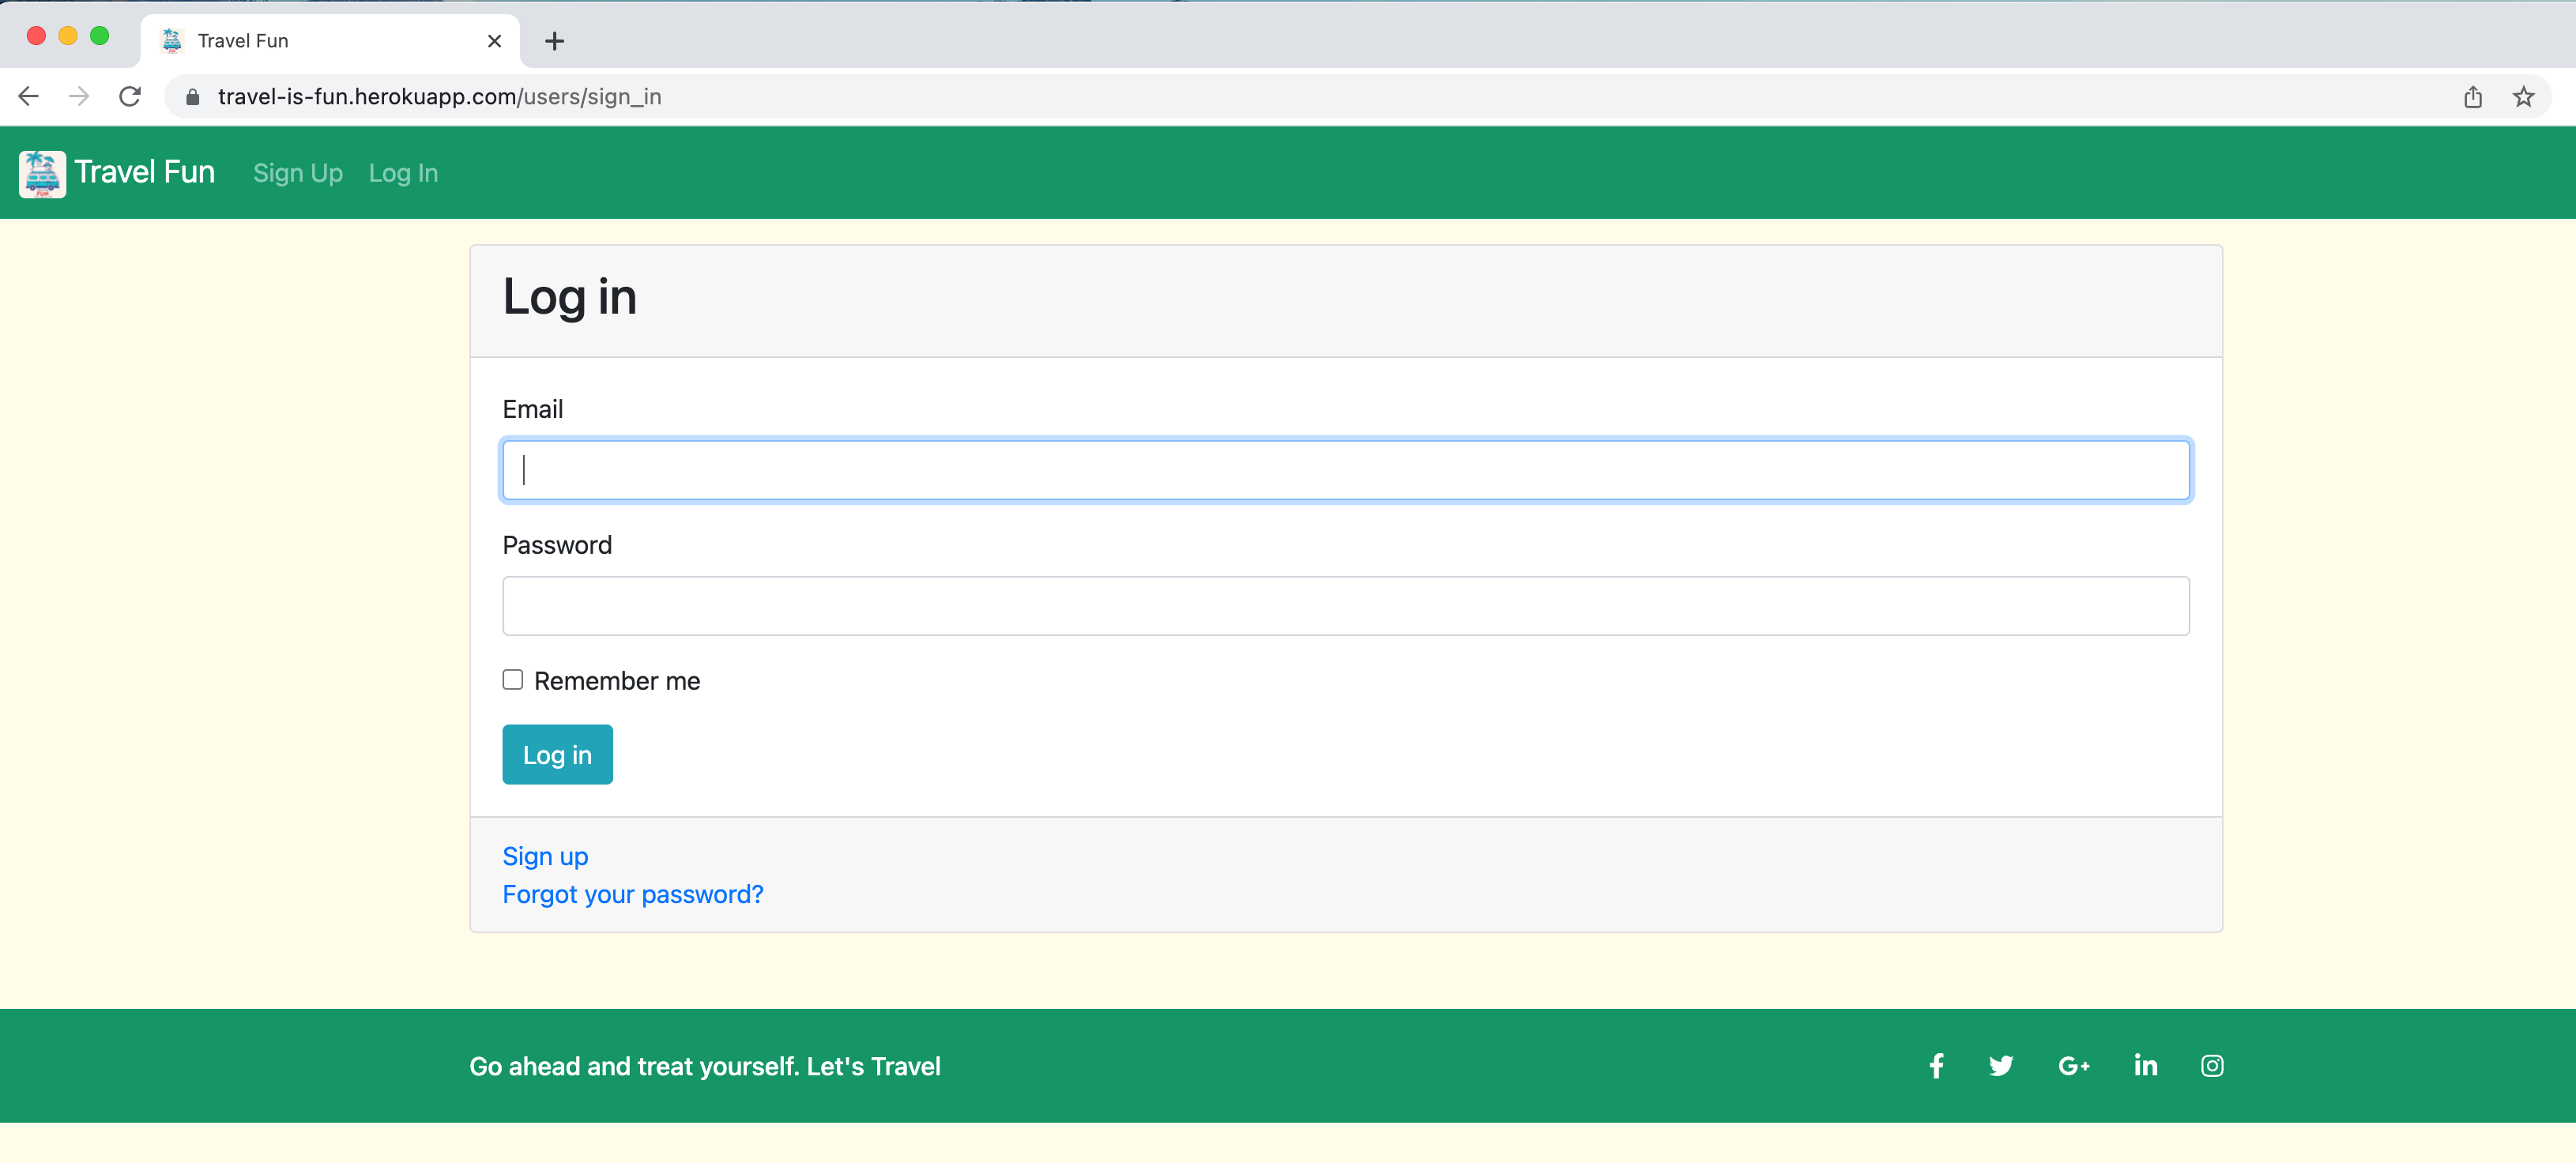 Travel Fun
travel-is-fun.herokuapp.com/users/sign_in
Travel Fun Sign Up Log In
Log in
Email
Password
Remember me
Log in
Sign up
Forgot your password?
Go ahead and treat yourself. Let's Travel